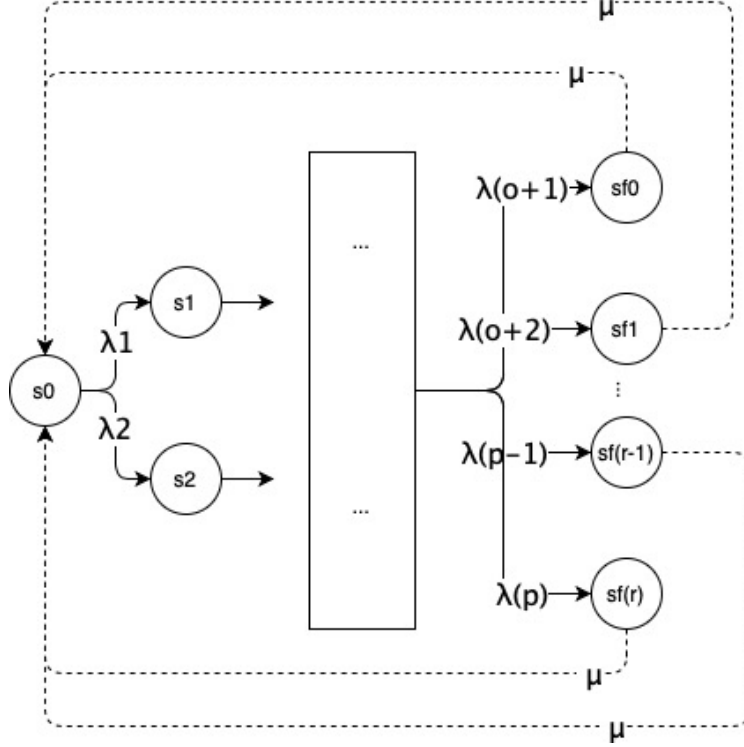 μ
μ
λ(o+1)
sf0
...
s1
λ1
λ(o+2)
sf1
s0
...
λ2
λ(p-1)
sf(r-1)
s2
...
λ(p)
sf(r)
μ
μ